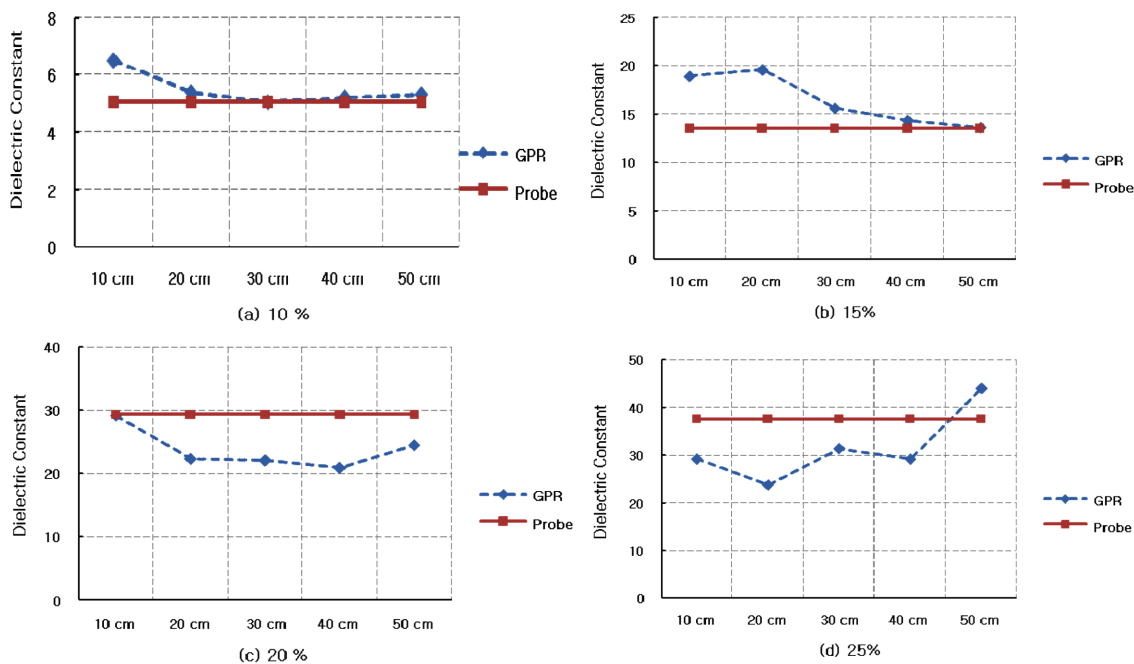 Dielectric Constant
8
6
4
2
0
10 cm 20 cm 30 cm 40 cm 50 cm
GPR
Probe
(a) 10 %
Dielectric Constant
25
20
15
10
5
0
10 cm 20 cm 30 cm 40 cm 50 cm
GPR
Probe
(b) 15%
Dielectric Constant
40
30
20
10
0
10 cm 20 cm 30 cm 40 cm 50 cm
GPR
Probe
(c) 20 %
Dielectric Constant
50
40
30
20
10
0
10 cm 20 cm 30 cm 40 cm 50 cm
GPR
Probe
(d) 25%